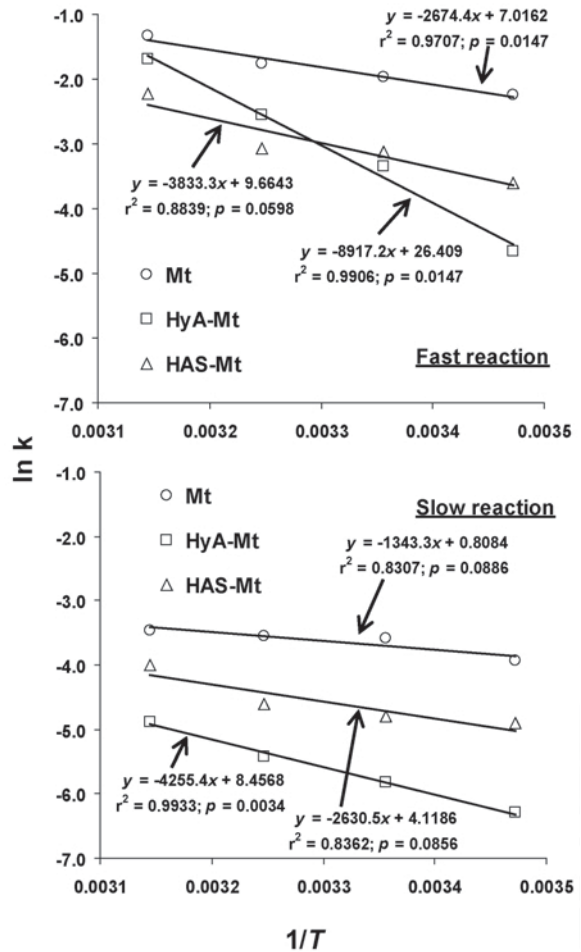 -1.0
y = -2674.4x + 7.0162
r² = 0.9707; p = 0.0147
-2.0
-3.0
y = -3833.3x + 9.6643
r² = 0.8839; p = 0.0598
-4.0
y = -8917.2x + 26.409
r² = 0.9906; p = 0.0147
Mt
-5.0
HyA-Mt
-6.0
HAS-Mt
Fast reaction
-7.0
0.0031 0.0032 0.0033 0.0034 0.0035
ln k
-1.0
Mt
Slow reaction
-2.0
HyA-Mt
y = -1343.3x + 0.8084
r² = 0.8307; p = 0.0886
HAS-Mt
-3.0
-4.0
-5.0
y = -4255.4x + 8.4568
r² = 0.9933; p = 0.0034
-6.0
y = -2630.5x + 4.1186
r² = 0.8362; p = 0.0856
-7.0
0.0031 0.0032 0.0033 0.0034 0.0035
1/T